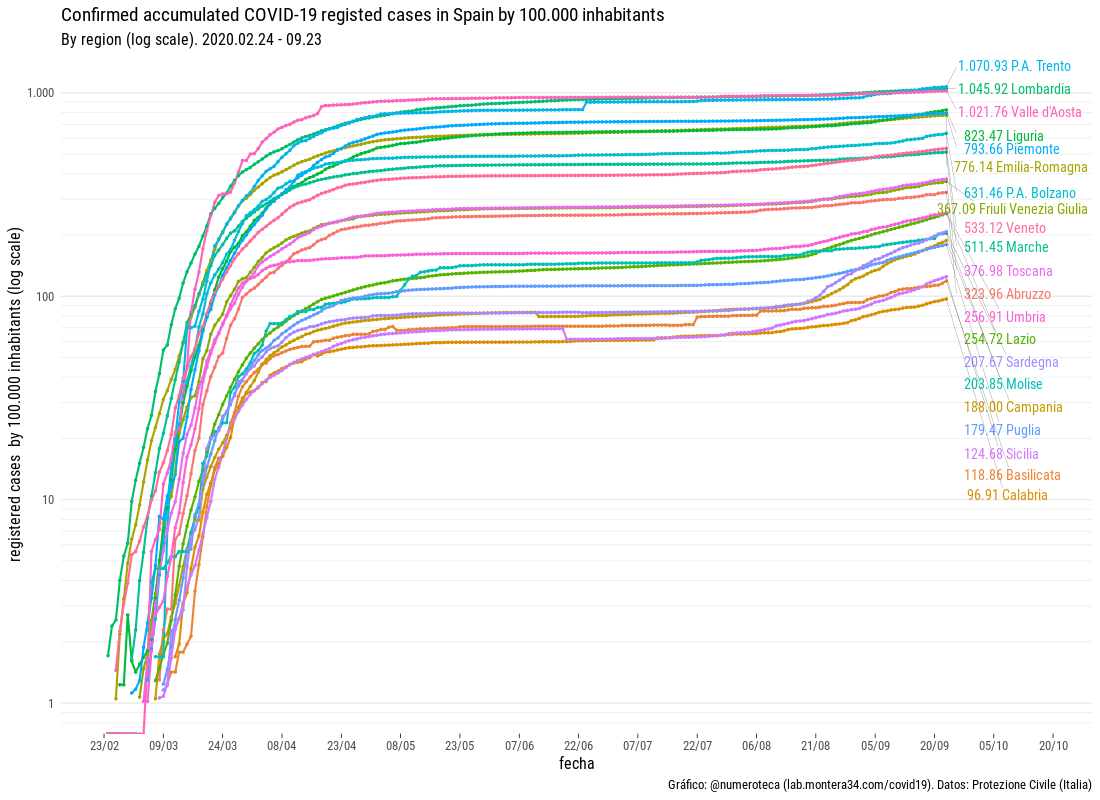 Confirmed accumulated COVID-19 registed cases in Spain by 100.000 inhabitants
By region (log scale). 2020.02.24 - 09.23
1.070.93 P.A. Trento
1.045.92 Lombardia
1.021.76 Valle d'Aosta
823.47 Liguria
793.66 Piemonte
776.14 Emilia-Romagna
631.46 P.A. Bolzano
367.09 Friuli Venezia Giulia
533.12 Veneto
511.45 Marche
376.98 Toscana
323.96 Abruzzo
256.91 Umbria
254.72 Lazio
207.67 Sardegna
203.85 Molise
188.00 Campania
179.47 Puglia
124.68 Sicilia
118.86 Basilicata
96.91 Calabria
registered cases by 100.000 inhabitants (log scale)
1.000
100
10
1
23/02 09/03 24/03 08/04 23/04 08/05 23/05 07/06 22/06 07/07 22/07 06/08 21/08 05/09 20/09 05/10 20/10
fecha
Gráfico: @numeroteca (lab.montera34.com/covid19). Datos: Protezione Civile (Italia)